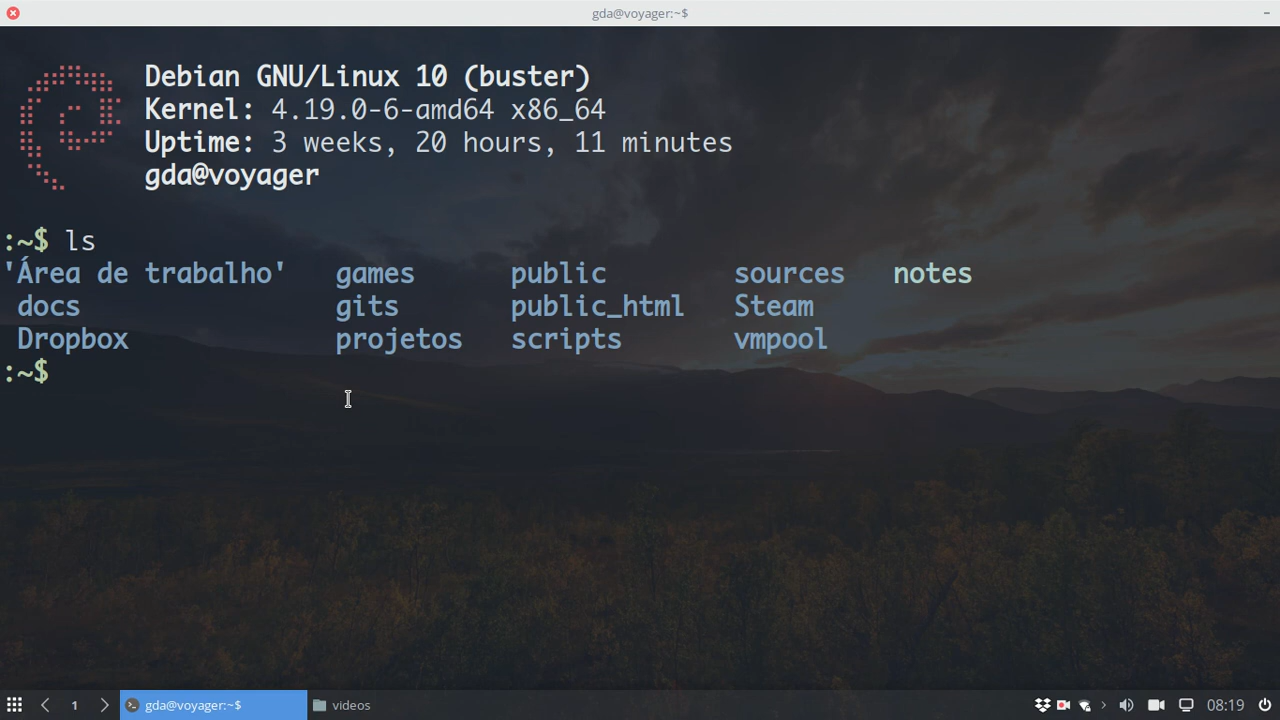 gda@voyager:~$
Debian GNU/Linux 10 (buster)
Kernel: 4.19.0-6-amd64 x86_64
Uptime: 3 weeks, 20 hours, 11 minutes
gda@voyager
:~$ ls
'Área de trabalho' games public sources notes
docs gits public_html Steam
Dropbox projetos scripts vmpool
:~$
1 gda@voyager:~$ videos 08:19